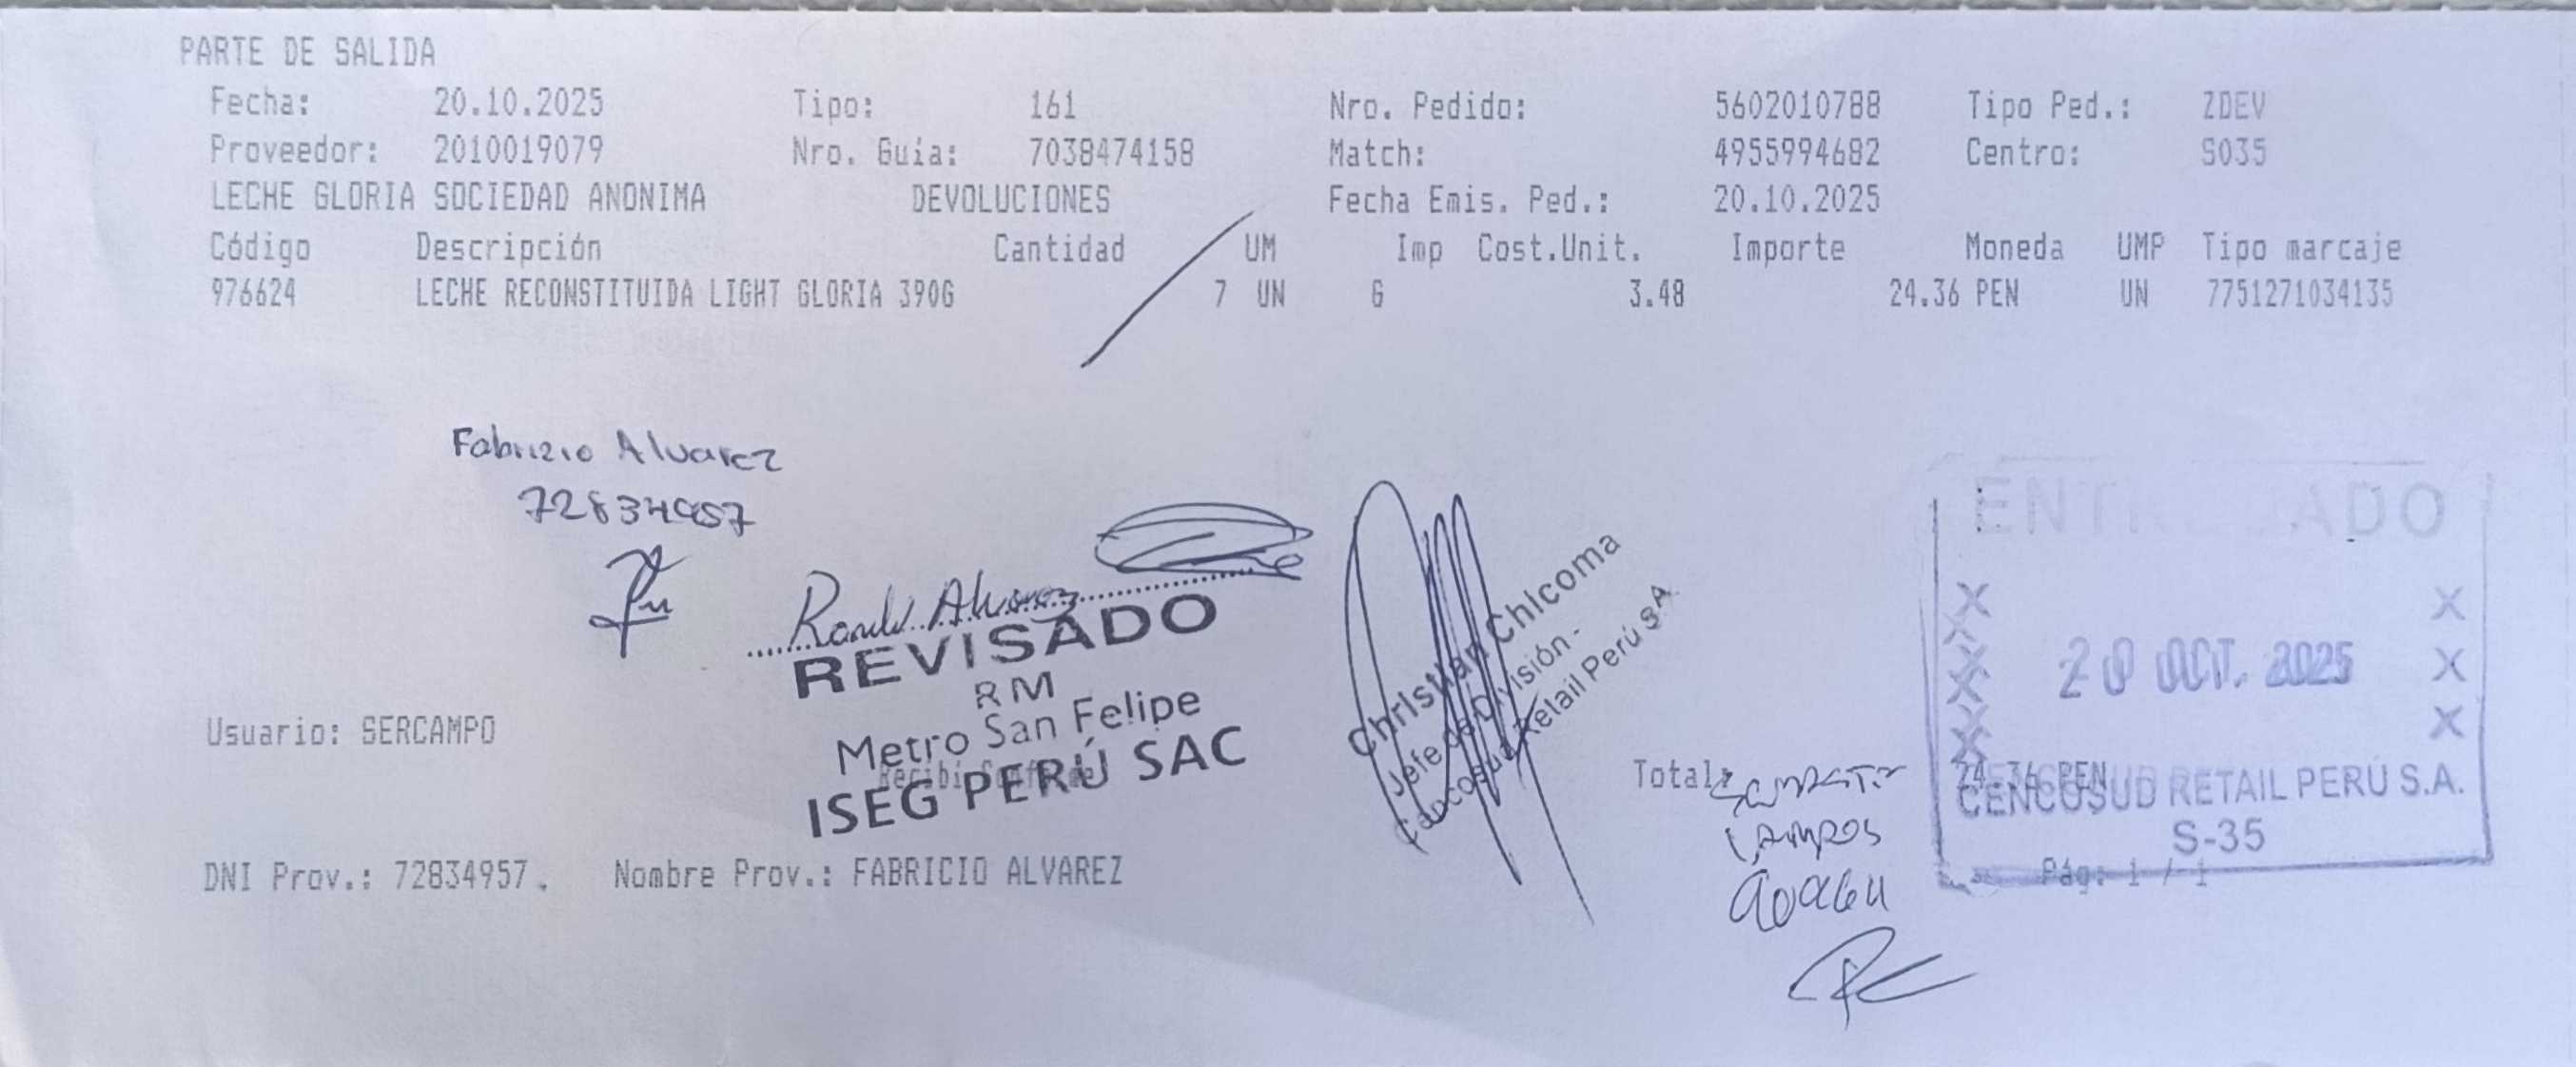 PARTE DE SALIDA
Fecha: 20.10.2025 Tipo: 161 Nro. Pedido: 5602010788 Tipo Ped.: ZDEV
Proveedor: 2010019079 Nro. Guía: 7038474158 Match: 4955994682 Centro: S035
LECHE GLORIA SOCIEDAD ANONIMA DEVOLUCIONES Fecha Emis. Ped.: 20.10.2025
Código Descripción Cantidad UM Imp Cost.Unit. Importe Moneda UMP Tipo marcaje
976624 LECHE RECONSTITUIDA LIGHT GLORIA 390G 7 UN G 3.48 24.36 PEN UN 7751271034135
Fabrizio Alvarez
72834957
Alvarez
REVISADO
RM
Metro San Felipe
ISEG PERÚ SAC
Christian Chicoma
Jefe de División -
Cencosud Retail Perú S.A
ENTREGADO
20 OCT. 2025
CENCOSUD RETAIL PERÚ S.A.
S-35
Usuario: SERCAMPO
Recibí Conforme
Total: 24.36 PEN
Campos
DNI Prov.: 72834957. Nombre Prov.: FABRICIO ALVAREZ Pág: 1 / 1